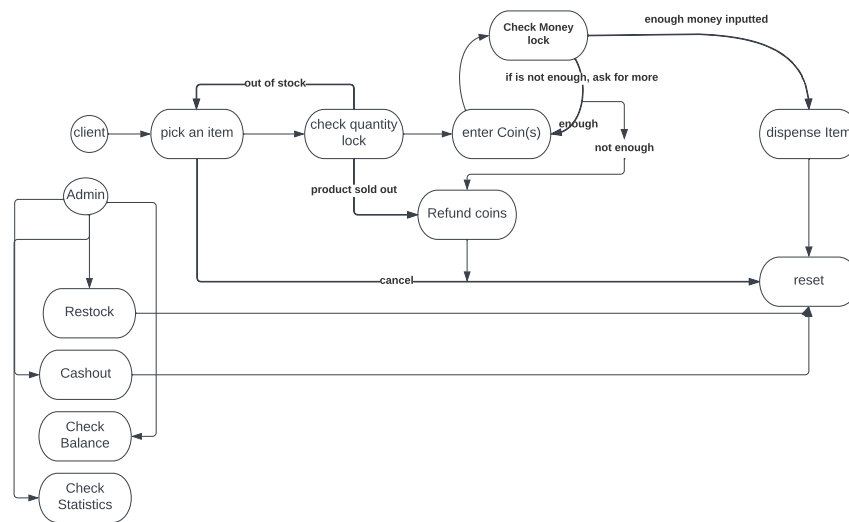 Check Money
lock
enough money inputted
if is not enough, ask for more
out of stock
client
pick an item
check quantity
lock
enter Coin(s)
enough
not enough
dispense Item
Admin
product sold out
Refund coins
cancel
reset
Restock
Cashout
Check
Balance
Check
Statistics